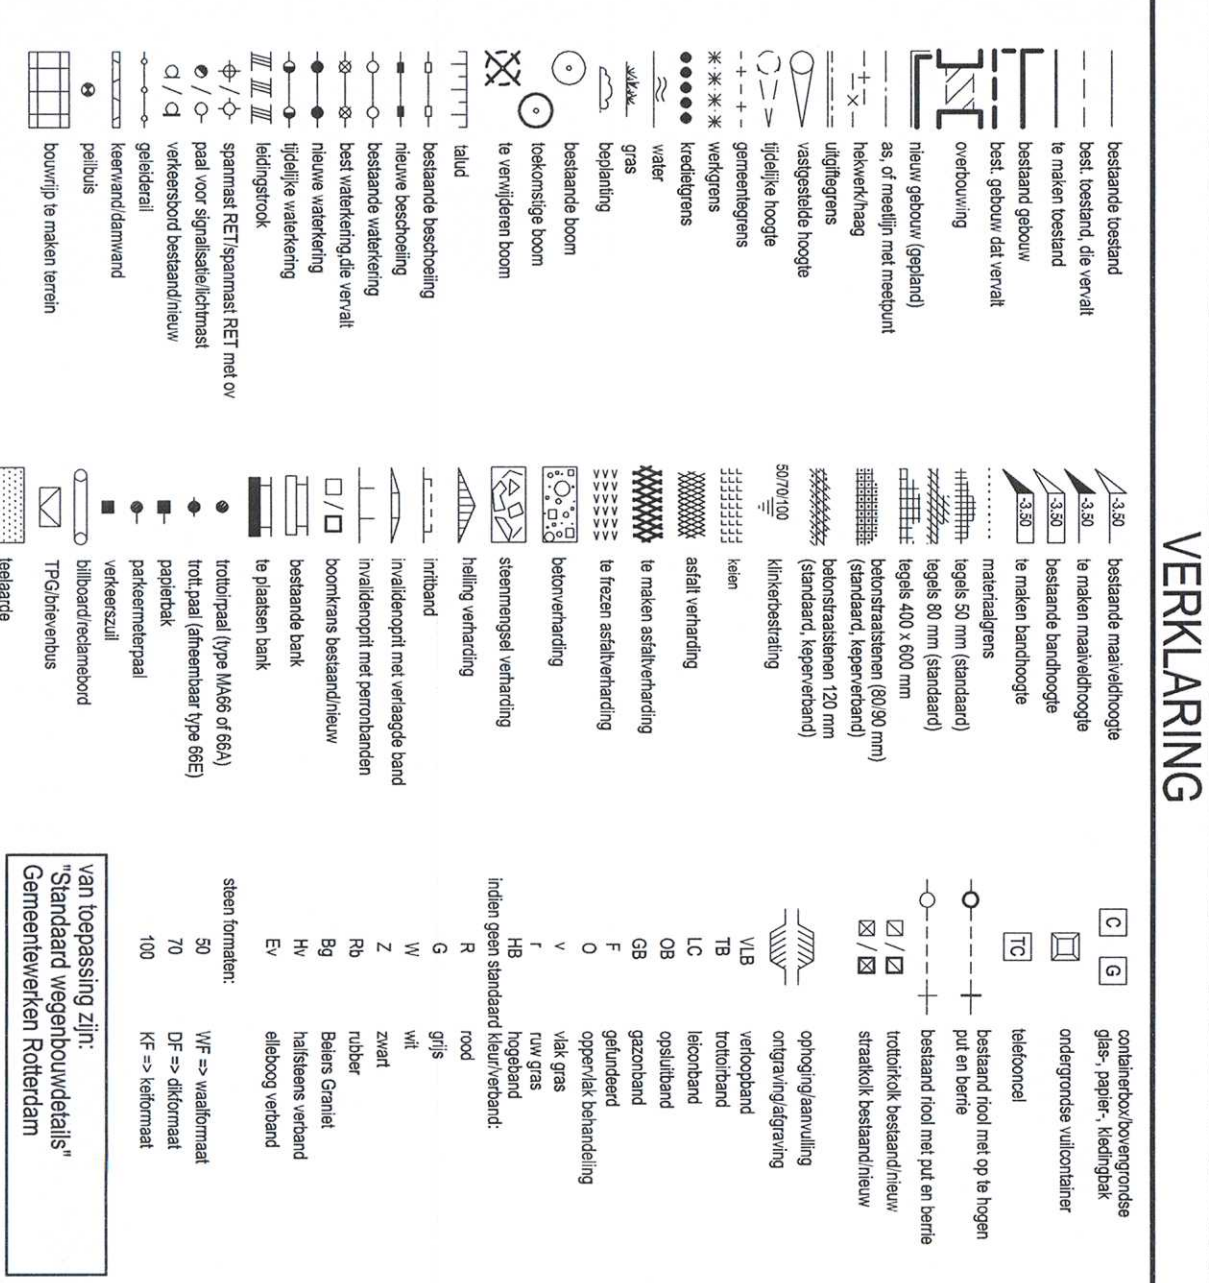 VERKLARING
bestaande toestand
best. toestand, die vervalt
te maken toestand
bestaand gebouw
best. gebouw dat vervalt
overbouwing
nieuw gebouw (gepland)
as, of meetlijn met meetpunt
hekwerk/haag
uitgiftegrens
vastgestelde hoogte
tijdelijke hoogte
gemeentegrens
werkgrens
kredietgrens
water
gras
beplanting
bestaande boom
toekomstige boom
te verwijderen boom
talud
bestaande beschoeiing
nieuwe beschoeiing
bestaande waterkering
best waterkering,die vervalt
nieuwe waterkering
tijdelijke waterkering
leidingstrook
spanmast RET/spanmast RET met ov
paal voor signalisatie/lichtmast
verkeersbord bestaand/nieuw
geleiderail
keerwand/damwand
peilbuis
bouwrijp te maken terrein
-3.50 bestaande maaiveldhoogte
-3.50 te maken maaiveldhoogte
-3.50 bestaande bandhoogte
-3.50 te maken bandhoogte
materiaalgrens
tegels 50 mm (standaard)
tegels 80 mm (standaard)
tegels 400 x 600 mm
betonstraatstenen (80/90 mm)
(standaard, keperverband)
betonstraatstenen 120 mm
(standaard, keperverband)
50/70/100 klinkerbestrating
keien
asfalt verharding
te maken asfaltverharding
te frezen asfaltverharding
betonverharding
steenmengsel verharding
helling verharding
inritband
invalidenoprit met verlaagde band
invalidenoprit met perronbanden
boomkrans bestaand/nieuw
bestaande bank
te plaatsen bank
trottoirpaal (type MA66 of 66A)
trott.paal (afneembaar type 66E)
papierbak
parkeermeterpaal
verkeerszuil
billboard/reclamebord
TPG/brievenbus
teelaarde
C G containerbox/bovengrondse
glas-, papier-, kledingbak
ondergrondse vuilcontainer
TC telefooncel
bestaand riool met op te hogen
put en berrie
bestaand riool met put en berrie
trottoirkolk bestaand/nieuw
straatkolk bestaand/nieuw
ophoging/aanvulling
ontgraving/afgraving
VLB verloopband
TB trottoirband
LC leiconband
OB opsluitband
GB gazonband
F gefundeerd
O oppervlak behandeling
v vlak gras
r ruw gras
HB hogeband
indien geen standaard kleur/verband:
R rood
G grijs
W wit
Z zwart
Rb rubber
Bg Beiers Graniet
Hv halfsteens verband
Ev elleboog verband
steen formaten:
50 WF => waalformaat
70 DF => dikformaat
100 KF => keiformaat
van toepassing zijn:
"Standaard wegenbouwdetails"
Gemeentewerken Rotterdam